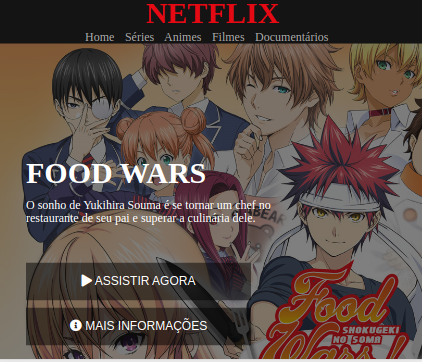 NETFLIX
Home Séries Animes Filmes Documentários
FOOD WARS
O sonho de Yukihira Souma é se tornar um chef no
restaurante de seu pai e superar a culinária dele.
ASSISTIR AGORA
MAIS INFORMAÇÕES
Food
SHOKUGEKI
NO SOMA